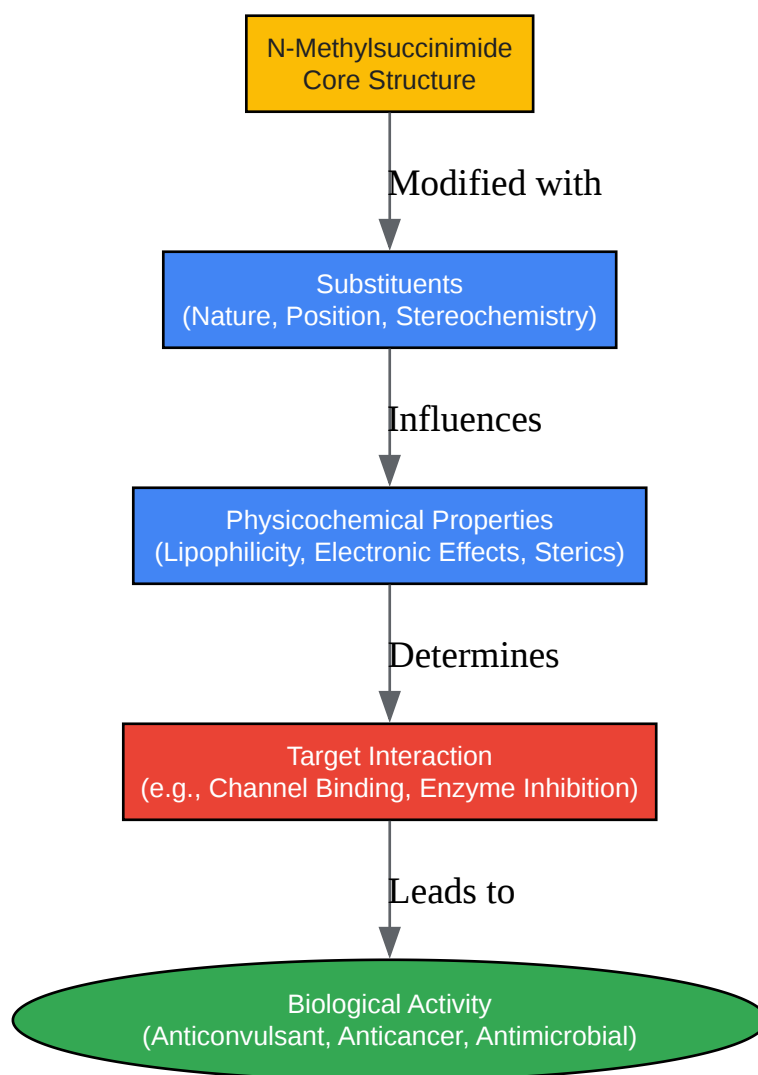 N-Methylsuccinimide
Core Structure
Modified with
Substituents
(Nature, Position, Stereochemistry)
Influences
Physicochemical Properties
(Lipophilicity, Electronic Effects, Sterics)
Determines
Target Interaction
(e.g., Channel Binding, Enzyme Inhibition)
Leads to
Biological Activity
(Anticonvulsant, Anticancer, Antimicrobial)